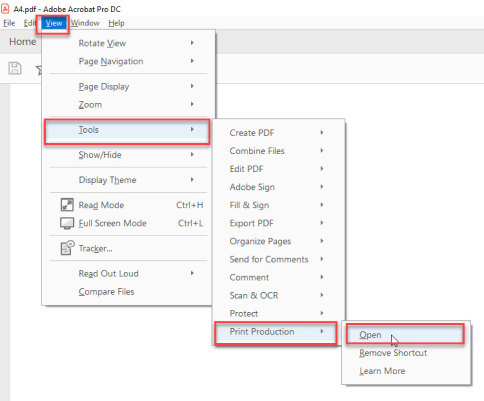 A4.pdf - Adobe Acrobat Pro DC
File Edit View Window Help
Home
Rotate View
Page Navigation
Page Display
Zoom
Tools
Show/Hide
Display Theme
Read Mode Ctrl+H
Full Screen Mode Ctrl+L
Tracker...
Read Out Loud
Compare Files
Create PDF
Combine Files
Edit PDF
Adobe Sign
Fill & Sign
Export PDF
Organize Pages
Send for Comments
Comment
Scan & OCR
Protect
Print Production
Open
Remove Shortcut
Learn More